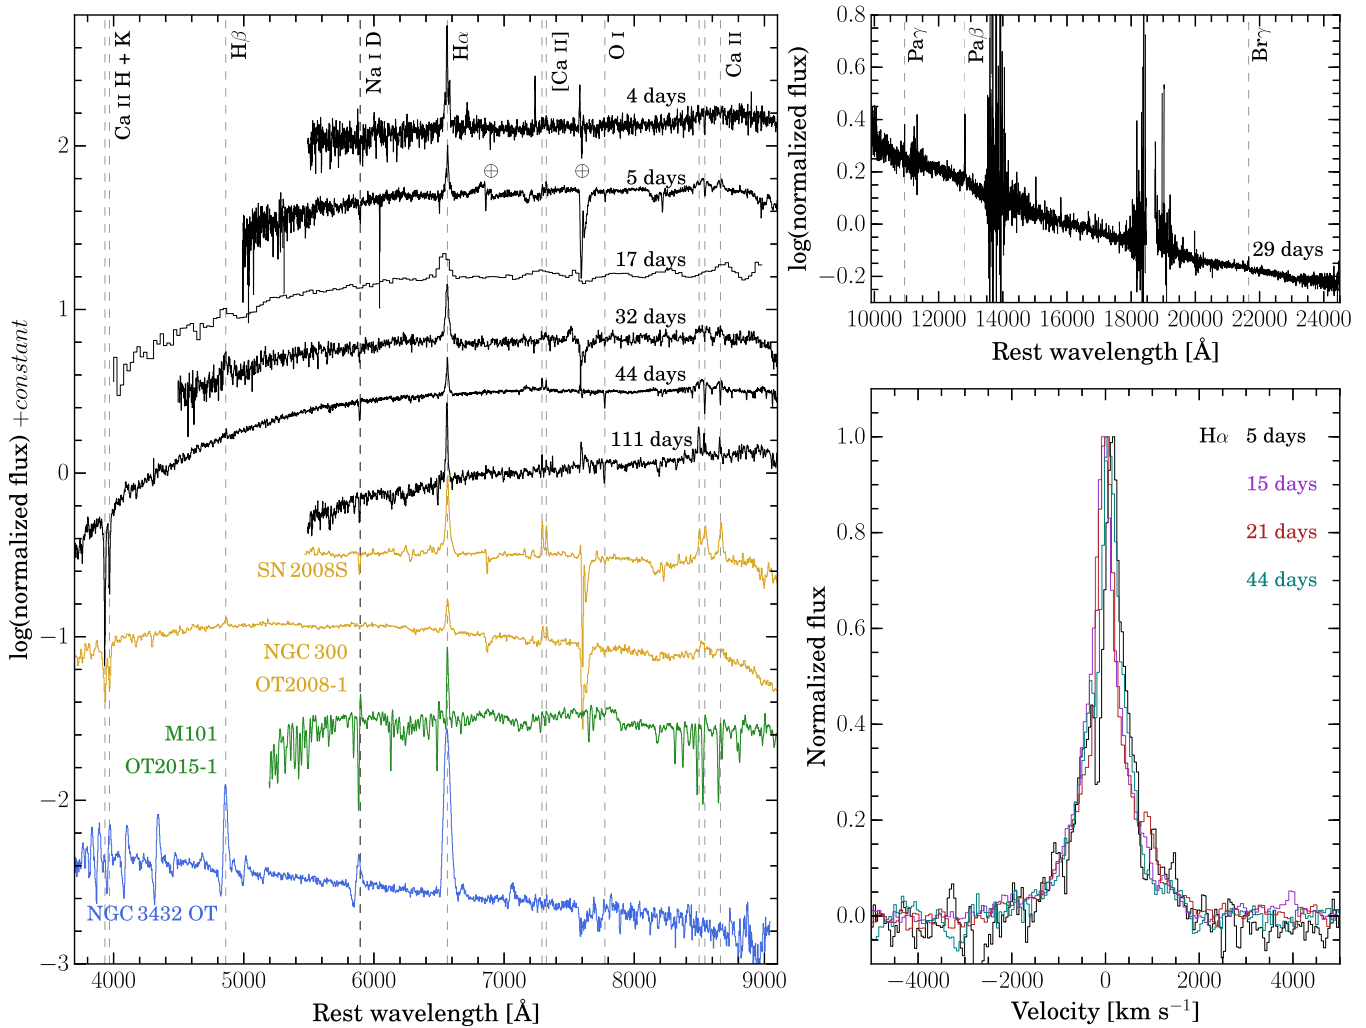 log(normalized flux) +constant
2
1
0
−1
−2
−3
Ca II H + K
Hβ
Na I D
Hα
[Ca II]
O I
Ca II
4 days
⊕ ⊕
5 days
17 days
32 days
44 days
111 days
SN 2008S
NGC 300
OT2008-1
M101
OT2015-1
NGC 3432 OT
4000 5000 6000 7000 8000 9000
Rest wavelength [Å]
log(normalized flux)
0.8
0.6
0.4
0.2
0.0
−0.2
Paγ
Paβ
Brγ
29 days
10000 12000 14000 16000 18000 20000 22000 24000
Rest wavelength [Å]
Normalized flux
1.0
0.8
0.6
0.4
0.2
0.0
Hα 5 days
15 days
21 days
44 days
−4000 −2000 0 2000 4000
Velocity [km s⁻¹]